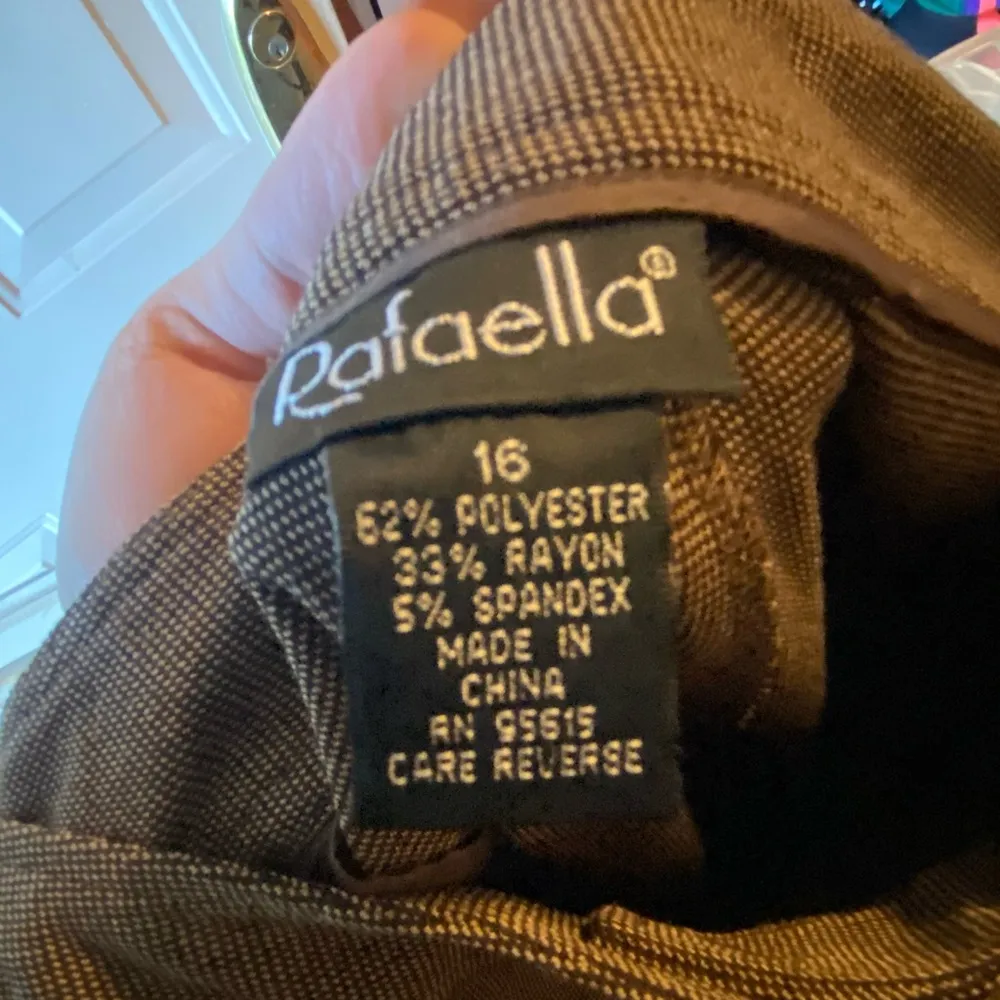 Rafaella®
16
62% POLYESTER
33% RAYON
5% SPANDEX
MADE IN
CHINA
RN 95615
CARE REVERSE